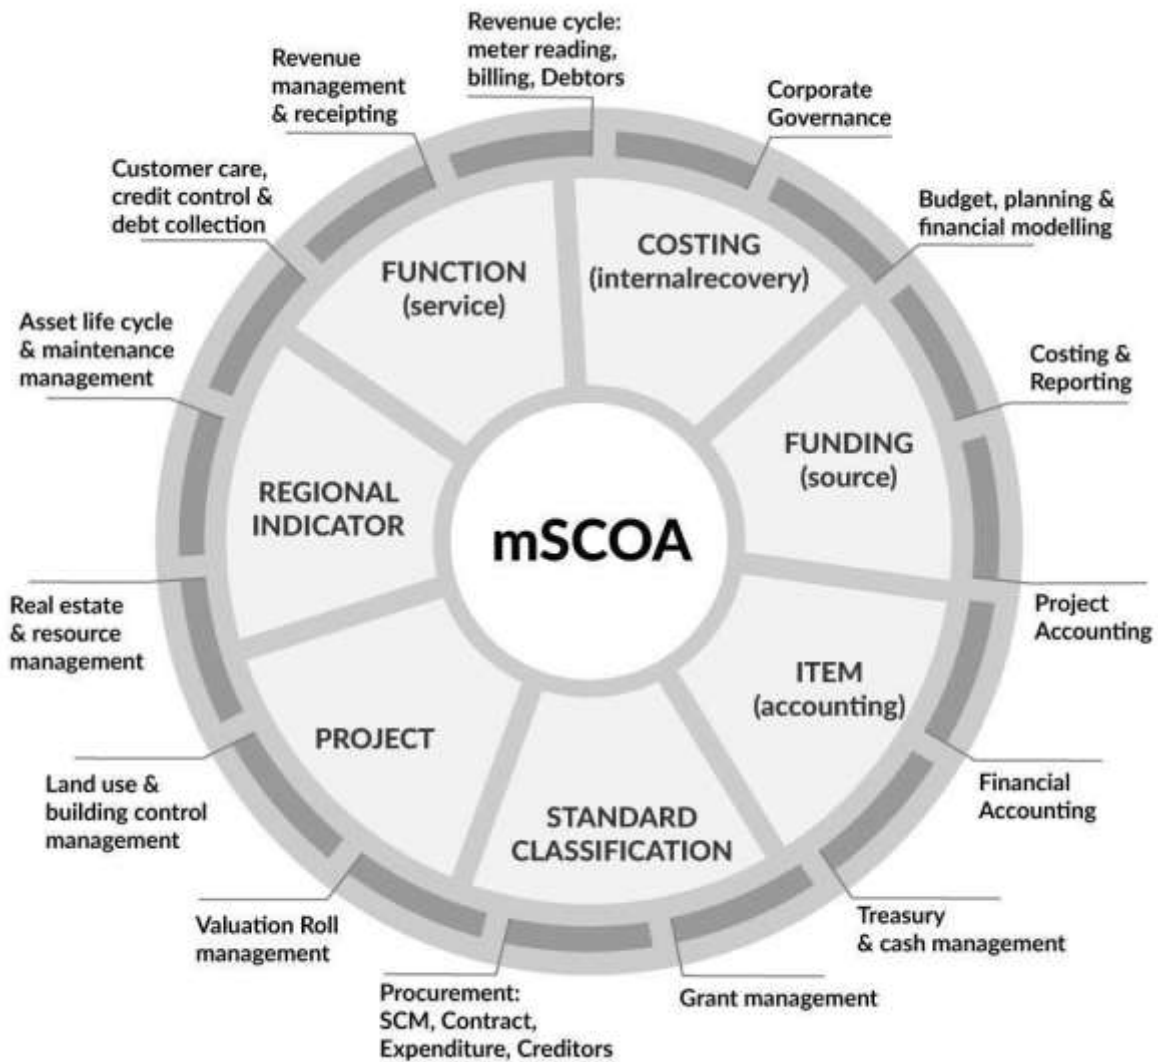 Revenue cycle:
meter reading,
billing, Debtors
Corporate
Governance
Budget, planning &
financial modelling
Costing &
Reporting
Project
Accounting
Financial
Accounting
Treasury
& cash management
Grant management
Procurement:
SCM, Contract,
Expenditure, Creditors
Valuation Roll
management
Land use &
building control
management
Real estate
& resource
management
Asset life cycle
& maintenance
management
Customer care,
credit control &
debt collection
Revenue
management
& receipting
COSTING
(internalrecovery)
FUNDING
(source)
ITEM
(accounting)
STANDARD
CLASSIFICATION
PROJECT
REGIONAL
INDICATOR
FUNCTION
(service)
mSCOA